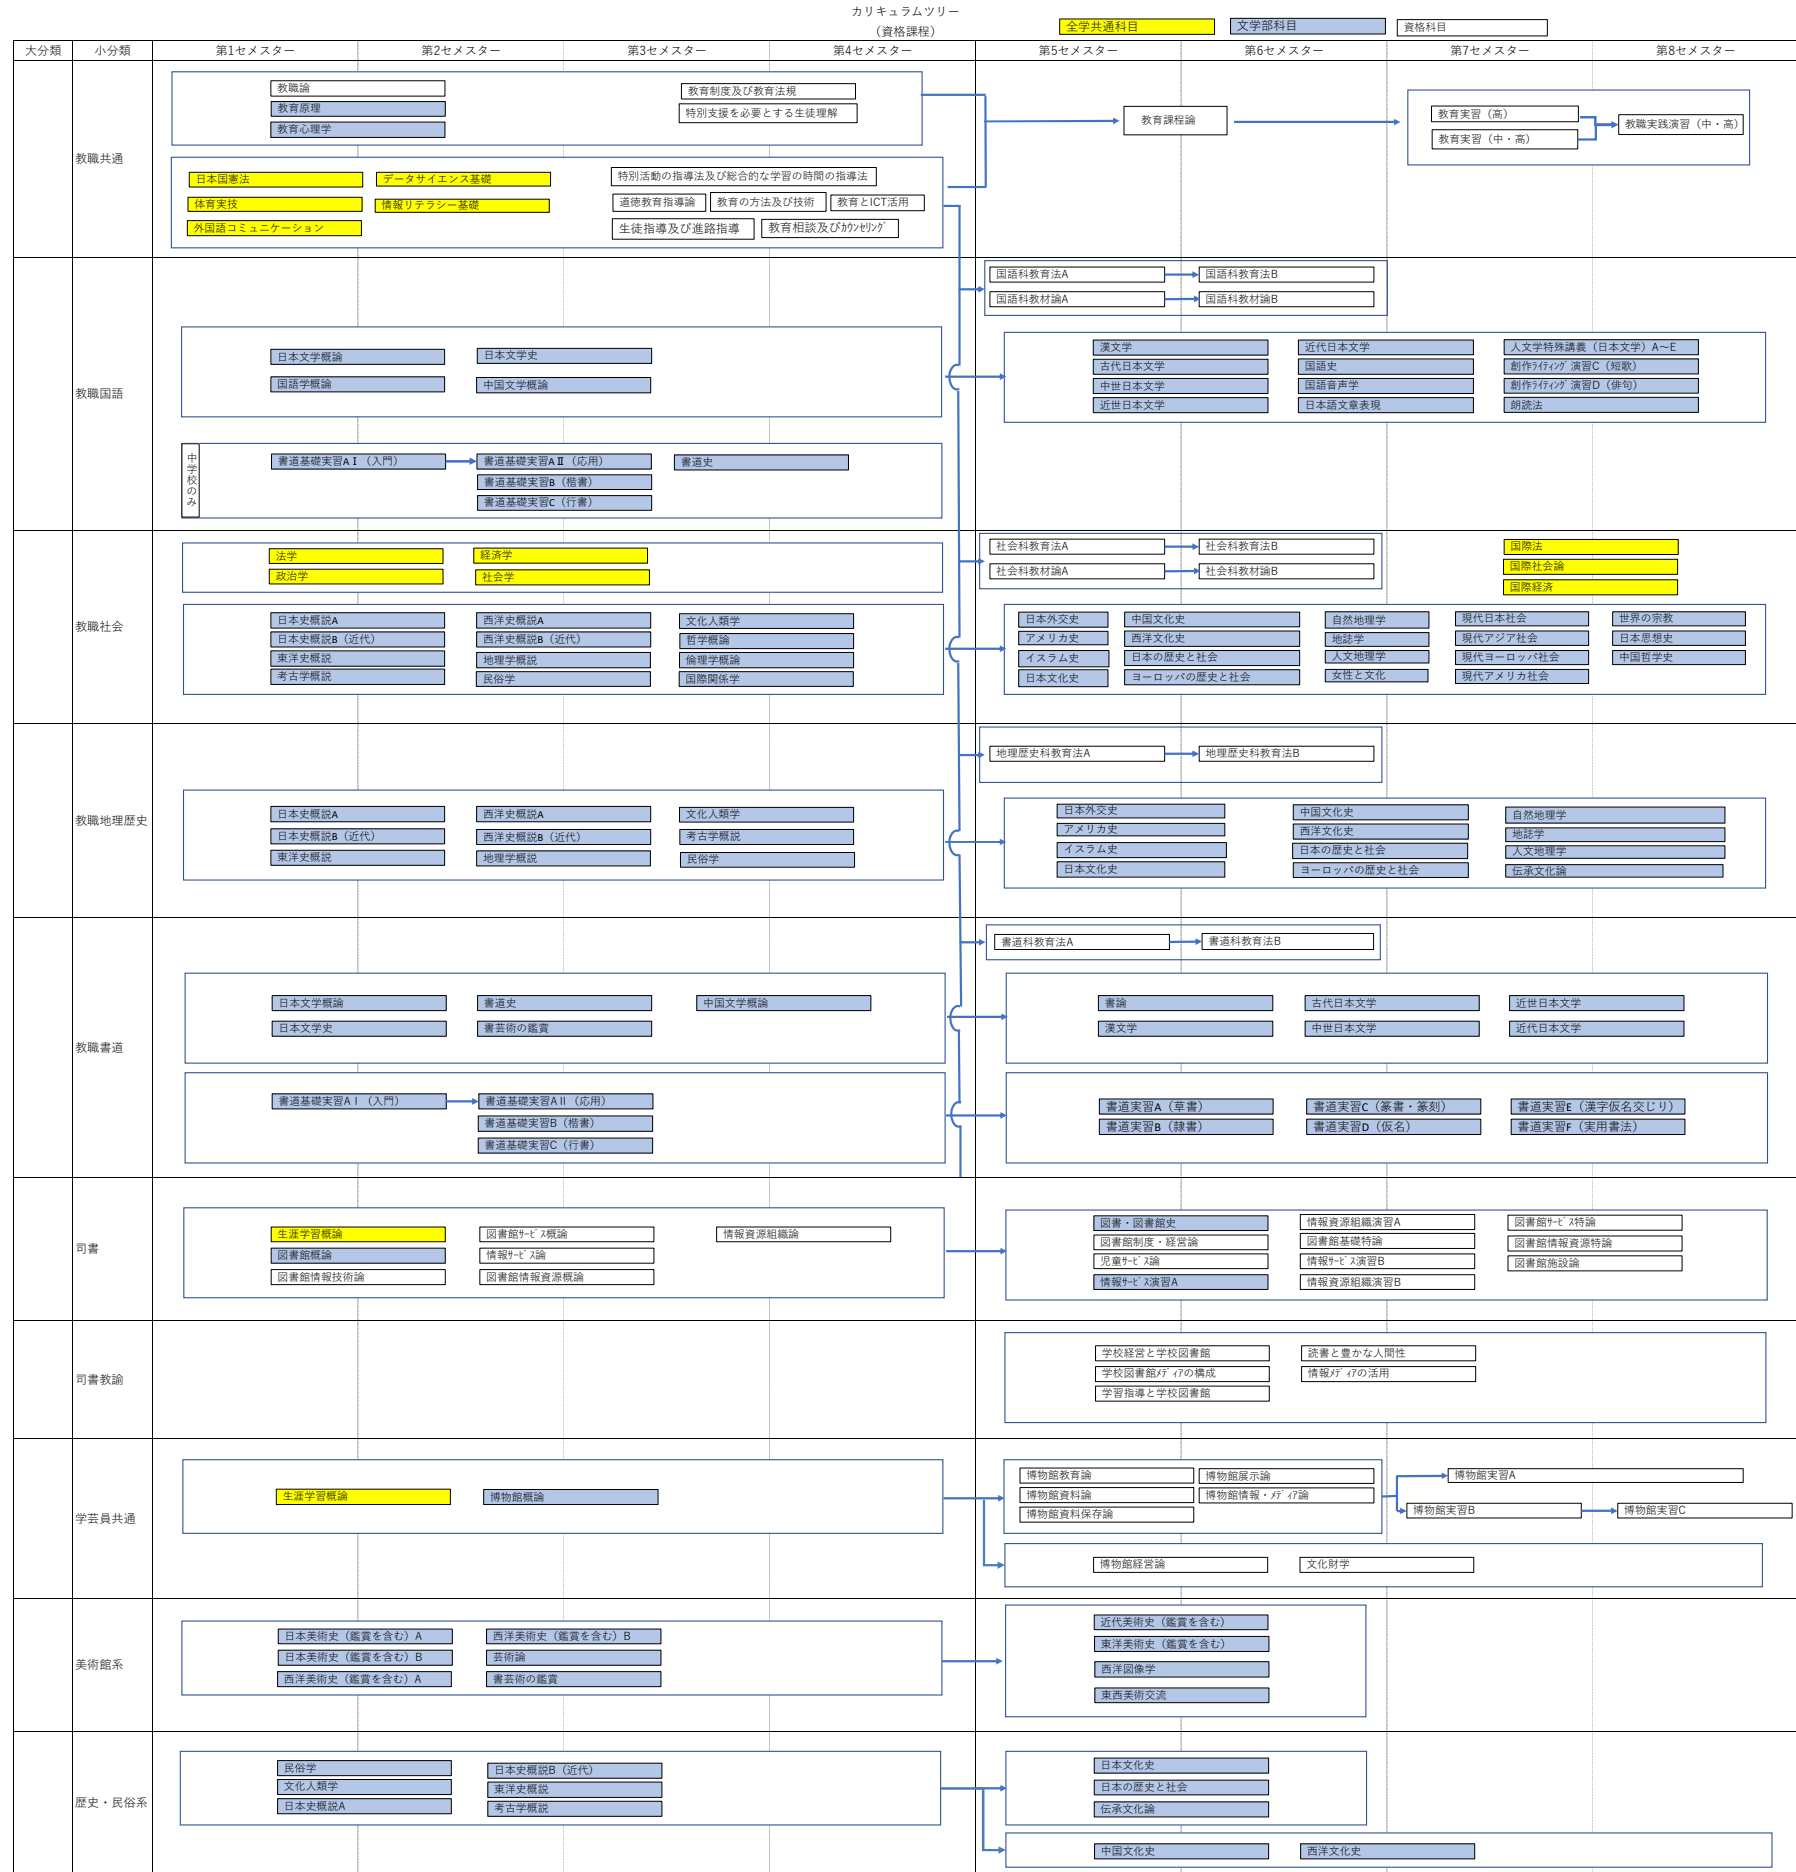 カリキュラムツリー
（資格課程）
全学共通科目
文学部科目
資格科目
大分類
小分類
第1セメスター
第2セメスター
第3セメスター
第4セメスター
第5セメスター
第6セメスター
第7セメスター
第8セメスター
教職共通
教職論
教育原理
教育心理学
教育制度及び教育法規
特別支援を必要とする生徒理解
教育課程論
教育実習（高）
教育実習（中・高）
教職実践演習（中・高）
日本国憲法
データサイエンス基礎
体育実技
情報リテラシー基礎
外国語コミュニケーション
特別活動の指導法及び総合的な学習の時間の指導法
道徳教育指導論
教育の方法及び技術
教育とICT活用
生徒指導及び進路指導
教育相談及びｶｳﾝｾﾘﾝｸﾞ
教職国語
国語科教育法A
国語科教育法B
国語科教材論A
国語科教材論B
日本文学概論
日本文学史
国語学概論
中国文学概論
漢文学
近代日本文学
人文学特殊講義（日本文学）A～E
古代日本文学
国語史
創作ﾗｲﾃｨﾝｸﾞ演習C（短歌）
中世日本文学
国語音声学
創作ﾗｲﾃｨﾝｸﾞ演習D（俳句）
近世日本文学
日本語文章表現
朗読法
中学校のみ
書道基礎実習AⅠ（入門）
書道基礎実習AⅡ（応用）
書道史
書道基礎実習B（楷書）
書道基礎実習C（行書）
教職社会
法学
経済学
政治学
社会学
社会科教育法A
社会科教育法B
社会科教材論A
社会科教材論B
国際法
国際社会論
国際経済
日本史概説A
西洋史概説A
文化人類学
日本史概説B（近代）
西洋史概説B（近代）
哲学概論
東洋史概説
地理学概説
倫理学概論
考古学概説
民俗学
国際関係学
日本外交史
中国文化史
自然地理学
現代日本社会
世界の宗教
アメリカ史
西洋文化史
地誌学
現代アジア社会
日本思想史
イスラム史
日本の歴史と社会
人文地理学
現代ヨーロッパ社会
中国哲学史
日本文化史
ヨーロッパの歴史と社会
女性と文化
現代アメリカ社会
教職地理歴史
地理歴史科教育法A
地理歴史科教育法B
日本史概説A
西洋史概説A
文化人類学
日本史概説B（近代）
西洋史概説B（近代）
考古学概説
東洋史概説
地理学概説
民俗学
日本外交史
中国文化史
自然地理学
アメリカ史
西洋文化史
地誌学
イスラム史
日本の歴史と社会
人文地理学
日本文化史
ヨーロッパの歴史と社会
伝承文化論
教職書道
書道科教育法A
書道科教育法B
日本文学概論
書道史
中国文学概論
日本文学史
書芸術の鑑賞
書論
古代日本文学
近世日本文学
漢文学
中世日本文学
近代日本文学
書道基礎実習AⅠ（入門）
書道基礎実習AⅡ（応用）
書道基礎実習B（楷書）
書道基礎実習C（行書）
書道実習A（草書）
書道実習C（篆書・篆刻）
書道実習E（漢字仮名交じり）
書道実習B（隷書）
書道実習D（仮名）
書道実習F（実用書法）
司書
生涯学習概論
図書館ｻｰﾋﾞｽ概論
情報資源組織論
図書館概論
情報ｻｰﾋﾞｽ論
図書館情報技術論
図書館情報資源概論
図書・図書館史
情報資源組織演習A
図書館ｻｰﾋﾞｽ特論
図書館制度・経営論
図書館基礎特論
図書館情報資源特論
児童ｻｰﾋﾞｽ論
情報ｻｰﾋﾞｽ演習B
図書館施設論
情報ｻｰﾋﾞｽ演習A
情報資源組織演習B
司書教諭
学校経営と学校図書館
読書と豊かな人間性
学校図書館ﾒﾃﾞｨｱの構成
情報ﾒﾃﾞｨｱの活用
学習指導と学校図書館
学芸員共通
生涯学習概論
博物館概論
博物館教育論
博物館展示論
博物館資料論
博物館情報・ﾒﾃﾞｨｱ論
博物館資料保存論
博物館実習A
博物館実習B
博物館実習C
博物館経営論
文化財学
美術館系
日本美術史（鑑賞を含む）A
西洋美術史（鑑賞を含む）B
日本美術史（鑑賞を含む）B
芸術論
西洋美術史（鑑賞を含む）A
書芸術の鑑賞
近代美術史（鑑賞を含む）
東洋美術史（鑑賞を含む）
西洋図像学
東西美術交流
歴史・民俗系
民俗学
日本史概説B（近代）
文化人類学
東洋史概説
日本史概説A
考古学概説
日本文化史
日本の歴史と社会
伝承文化論
中国文化史
西洋文化史